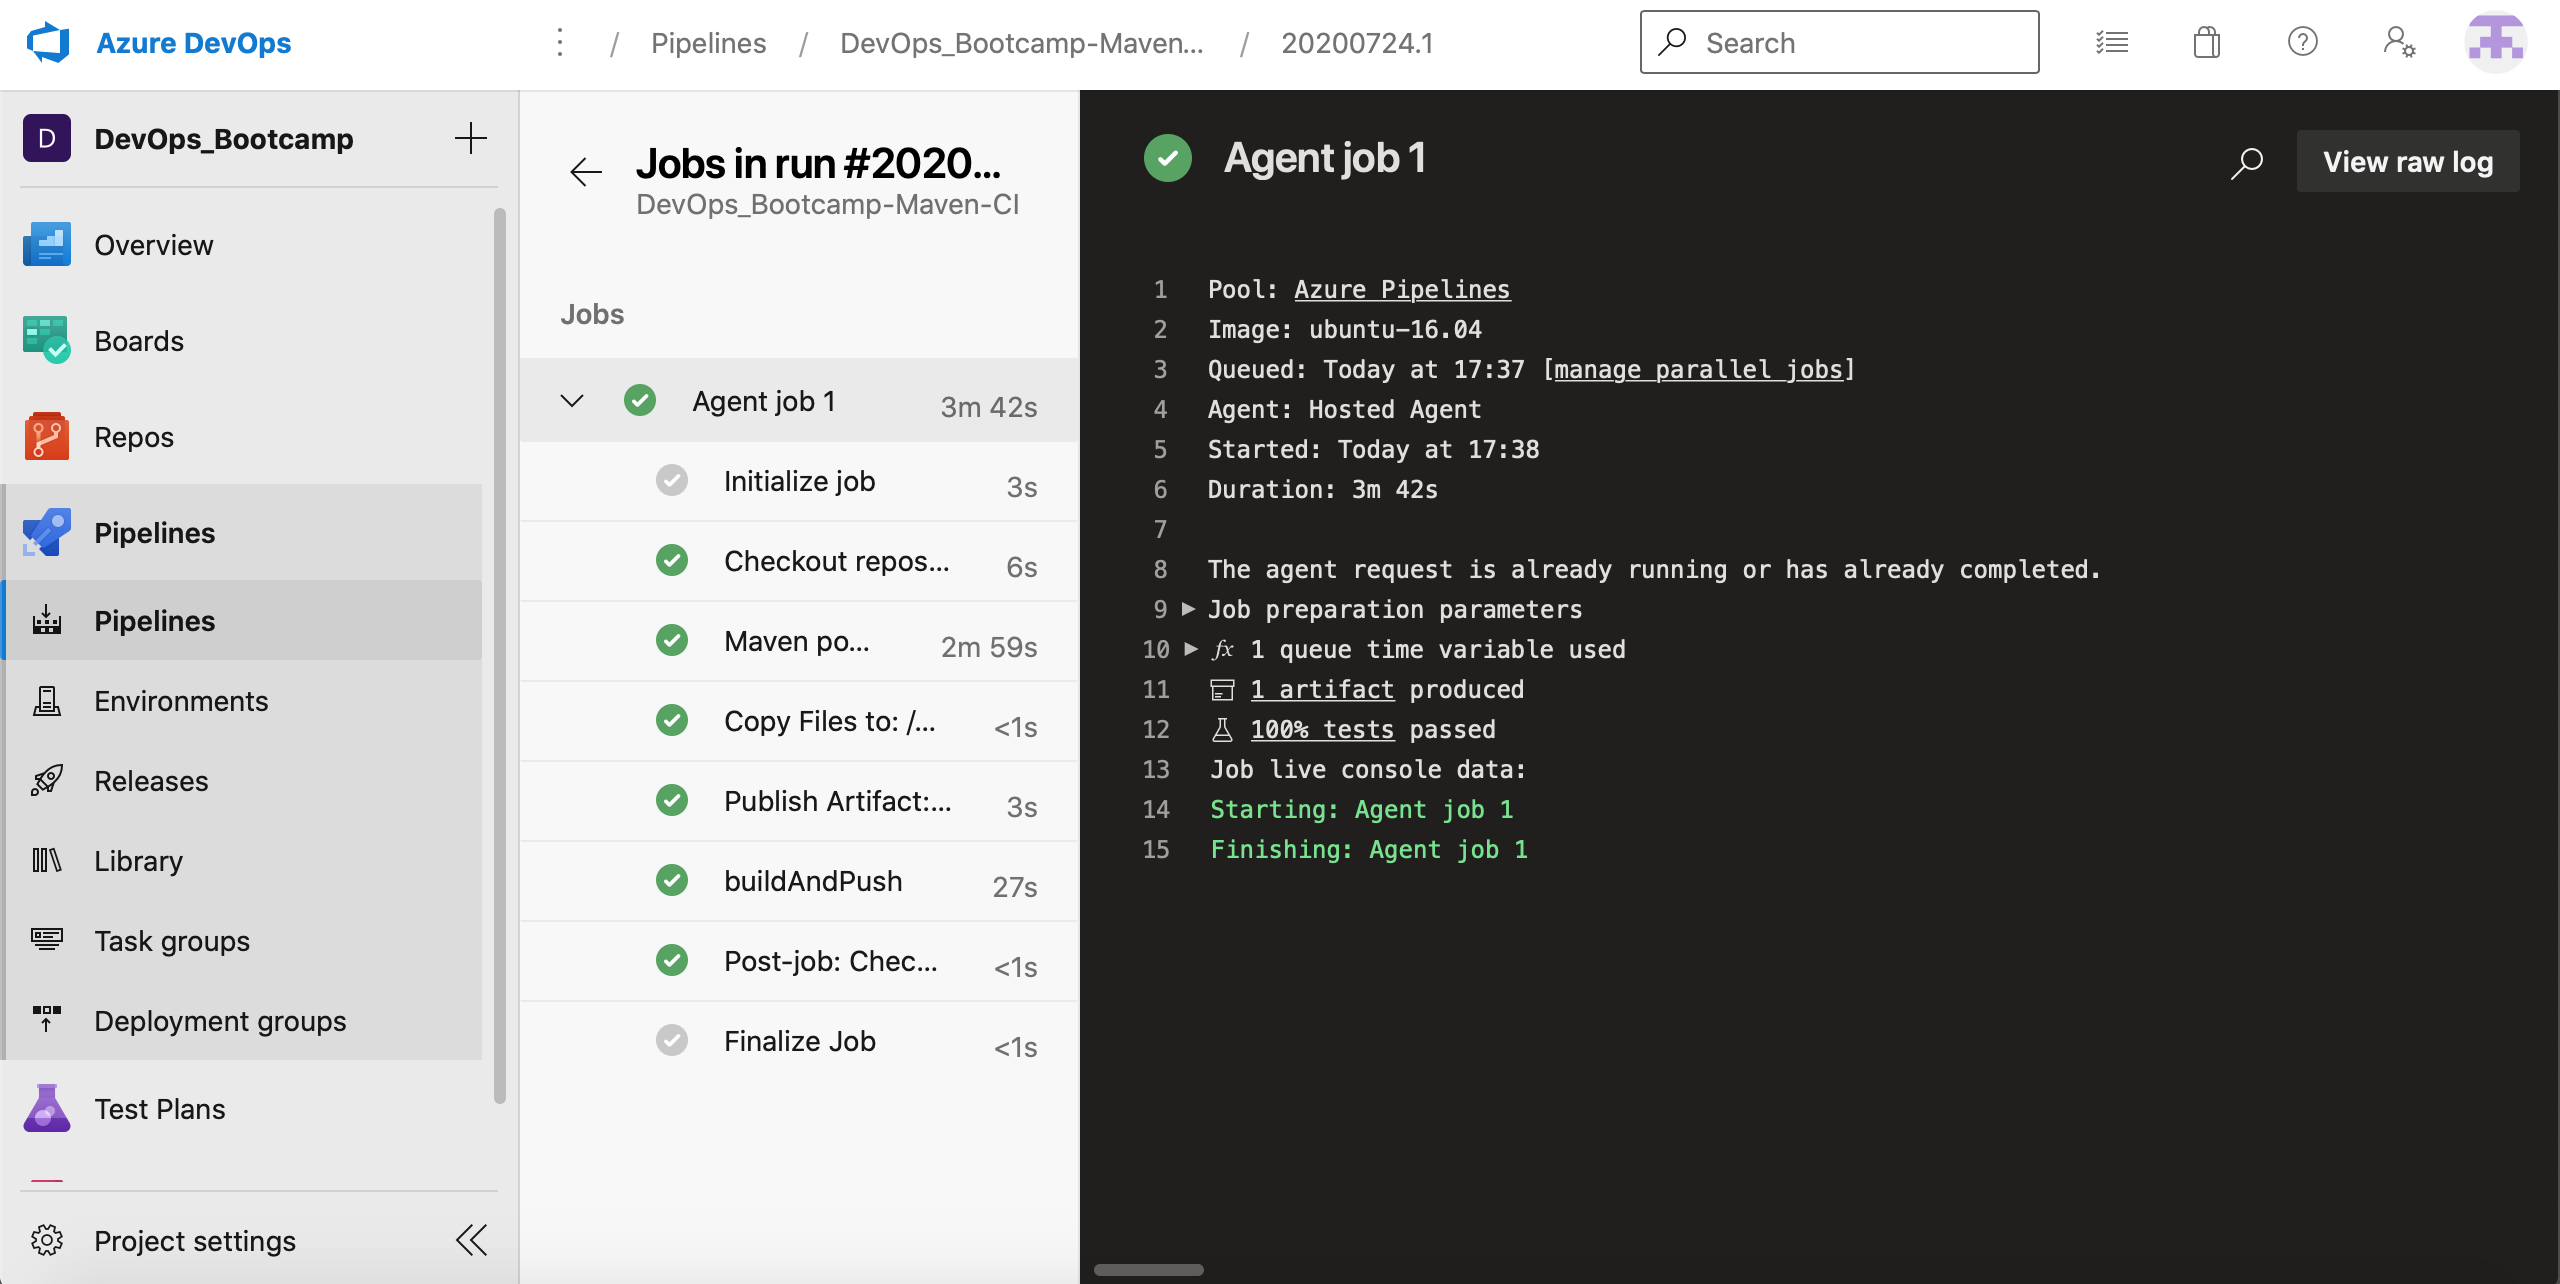 Azure DevOps
/ Pipelines / DevOps_Bootcamp-Maven... / 20200724.1
Search
D DevOps_Bootcamp
Overview
Boards
Repos
Pipelines
Pipelines
Environments
Releases
Library
Task groups
Deployment groups
Test Plans
Project settings
Jobs in run #2020...
DevOps_Bootcamp-Maven-CI
Jobs
Agent job 1 3m 42s
Initialize job 3s
Checkout repos... 6s
Maven po... 2m 59s
Copy Files to: /... <1s
Publish Artifact:... 3s
buildAndPush 27s
Post-job: Chec... <1s
Finalize Job <1s
Agent job 1
View raw log
1 Pool: Azure Pipelines
2 Image: ubuntu-16.04
3 Queued: Today at 17:37 [manage parallel jobs]
4 Agent: Hosted Agent
5 Started: Today at 17:38
6 Duration: 3m 42s
7
8 The agent request is already running or has already completed.
9 Job preparation parameters
10 fx 1 queue time variable used
11 1 artifact produced
12 100% tests passed
13 Job live console data:
14 Starting: Agent job 1
15 Finishing: Agent job 1